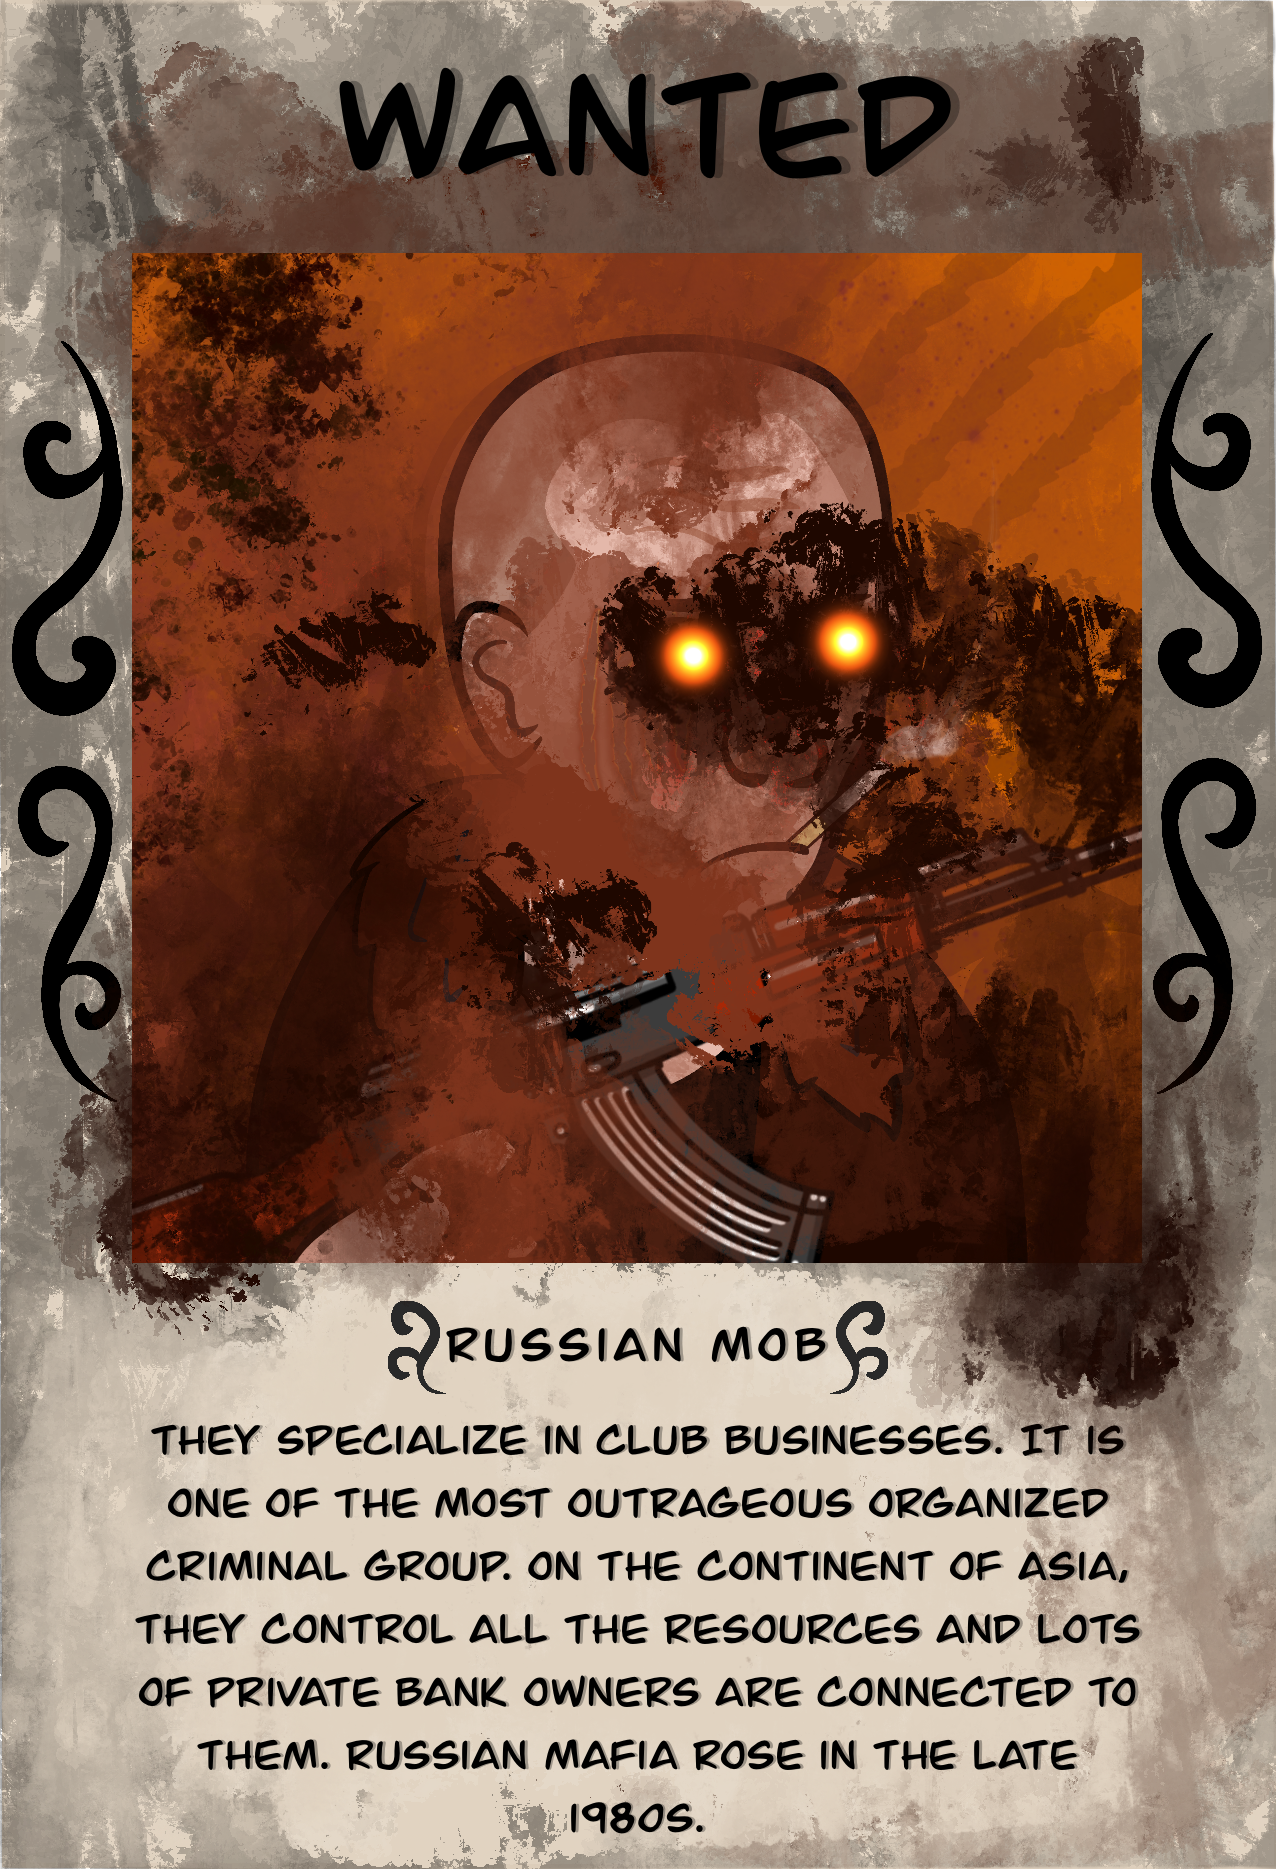 WANTED
RUSSIAN MOB
THEY SPECIALIZE IN CLUB BUSINESSES. IT IS
ONE OF THE MOST OUTRAGEOUS ORGANIZED
CRIMINAL GROUP. ON THE CONTINENT OF ASIA,
THEY CONTROL ALL THE RESOURCES AND LOTS
OF PRIVATE BANK OWNERS ARE CONNECTED TO
THEM. RUSSIAN MAFIA ROSE IN THE LATE
1980S.